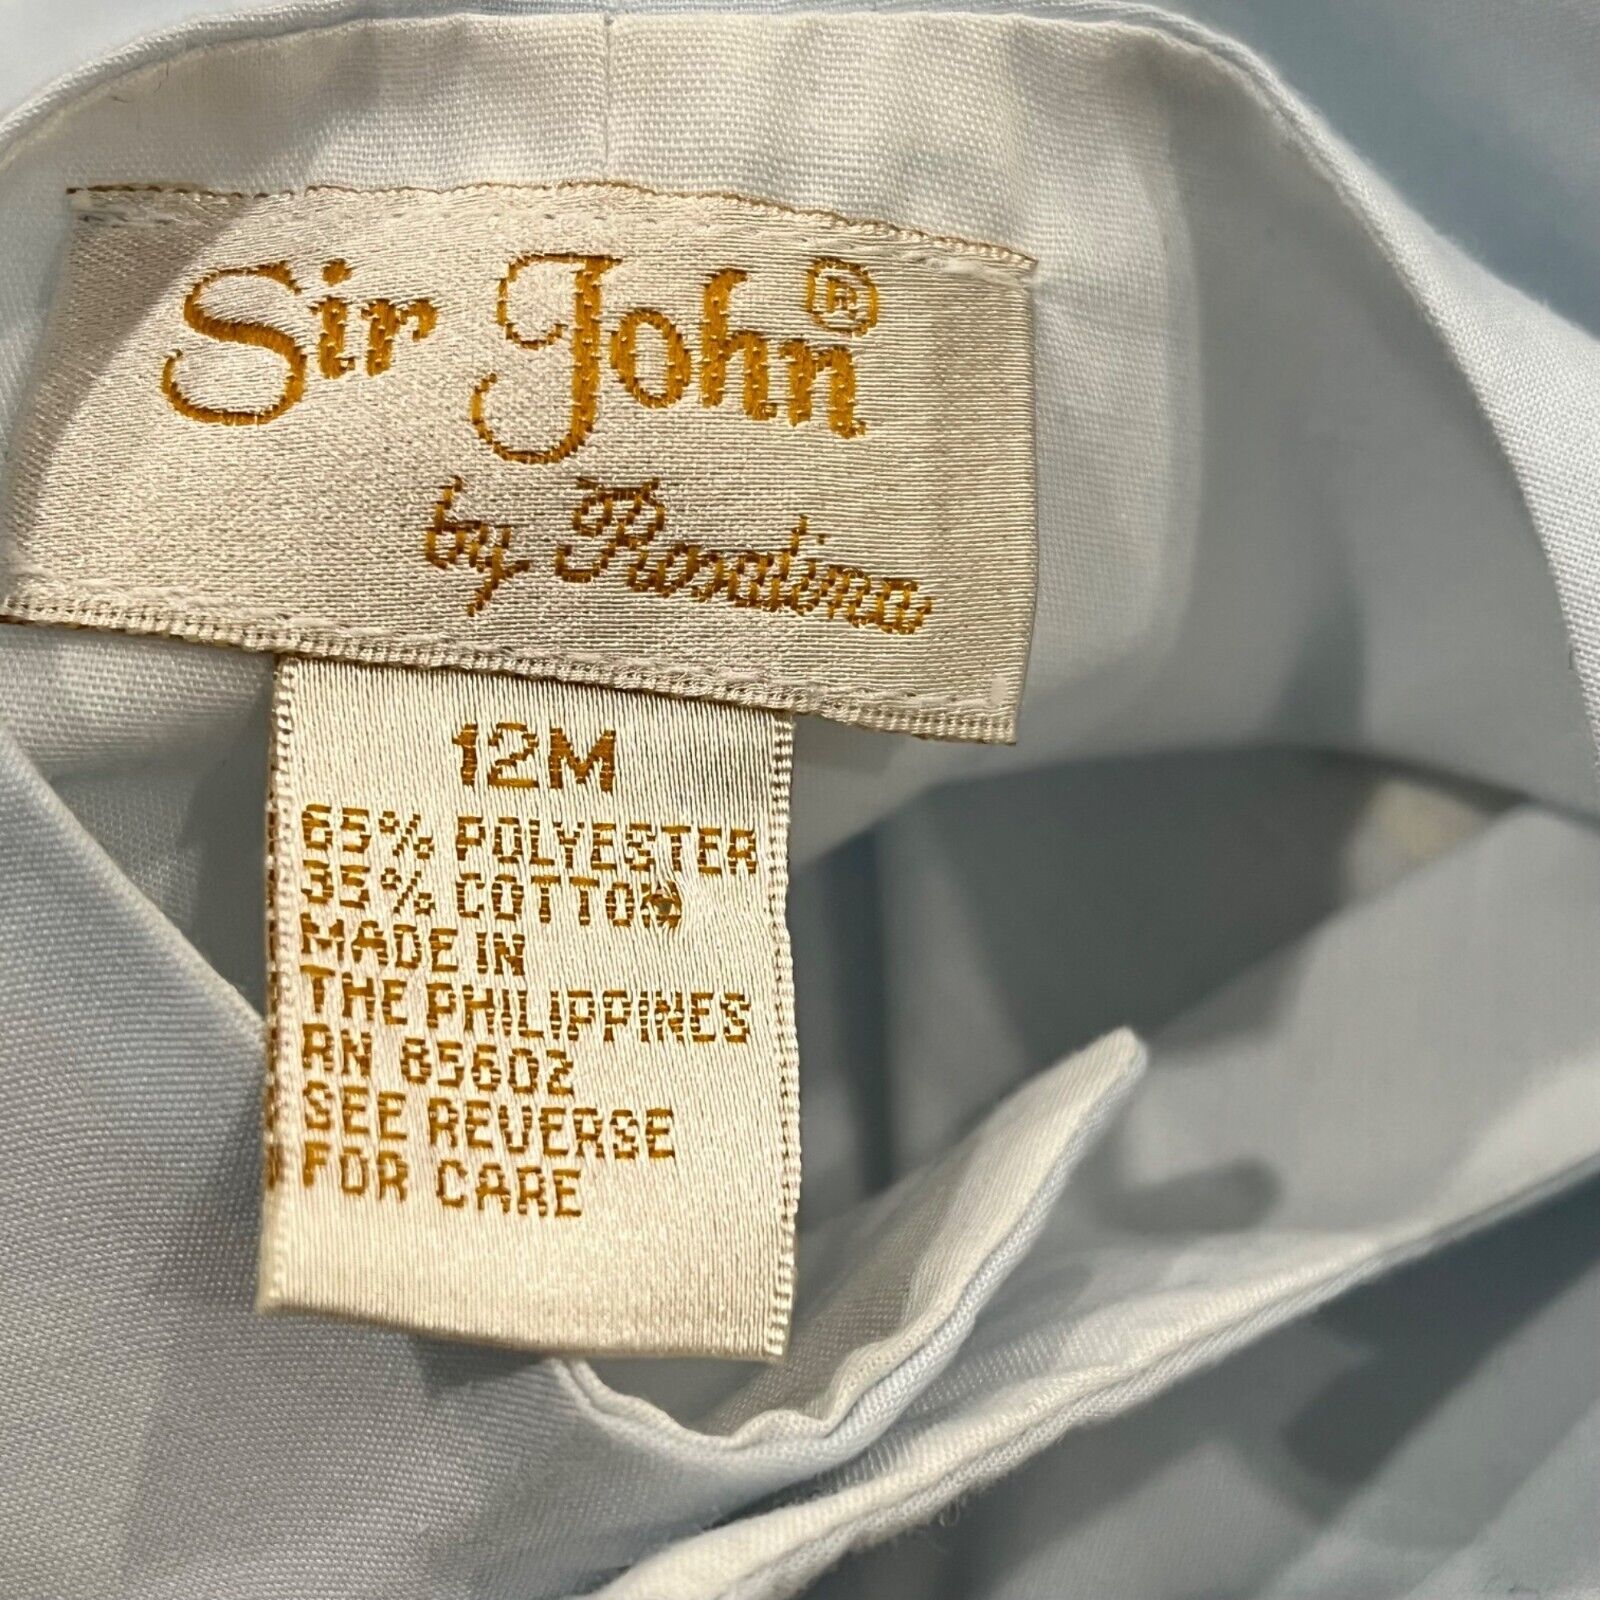 Sir John®
by Rosalina
12M
65% POLYESTER
35% COTTON
MADE IN
THE PHILIPPINES
RN 85602
SEE REVERSE
FOR CARE